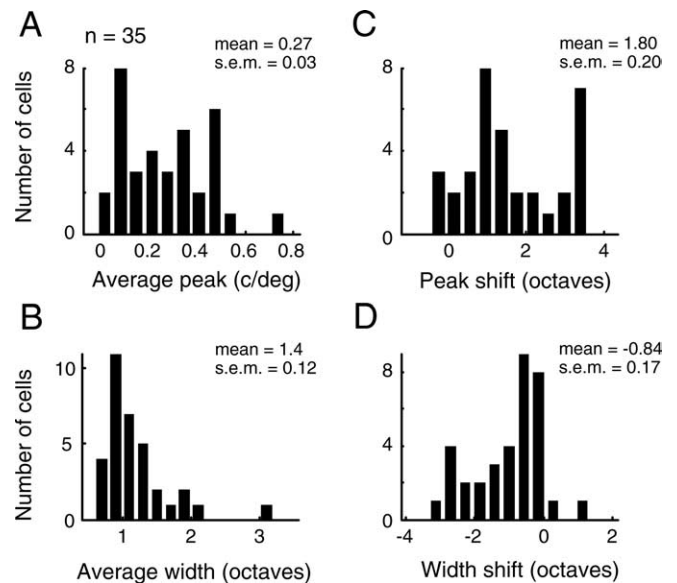 A
n = 35
mean = 0.27
s.e.m. = 0.03
Number of cells
8
4
0
0 0.2 0.4 0.6 0.8
Average peak (c/deg)
C
mean = 1.80
s.e.m. = 0.20
8
4
0
0 2 4
Peak shift (octaves)
B
mean = 1.4
s.e.m. = 0.12
Number of cells
10
5
0
1 2 3
Average width (octaves)
D
mean = -0.84
s.e.m. = 0.17
8
4
0
-4 -2 0 2
Width shift (octaves)